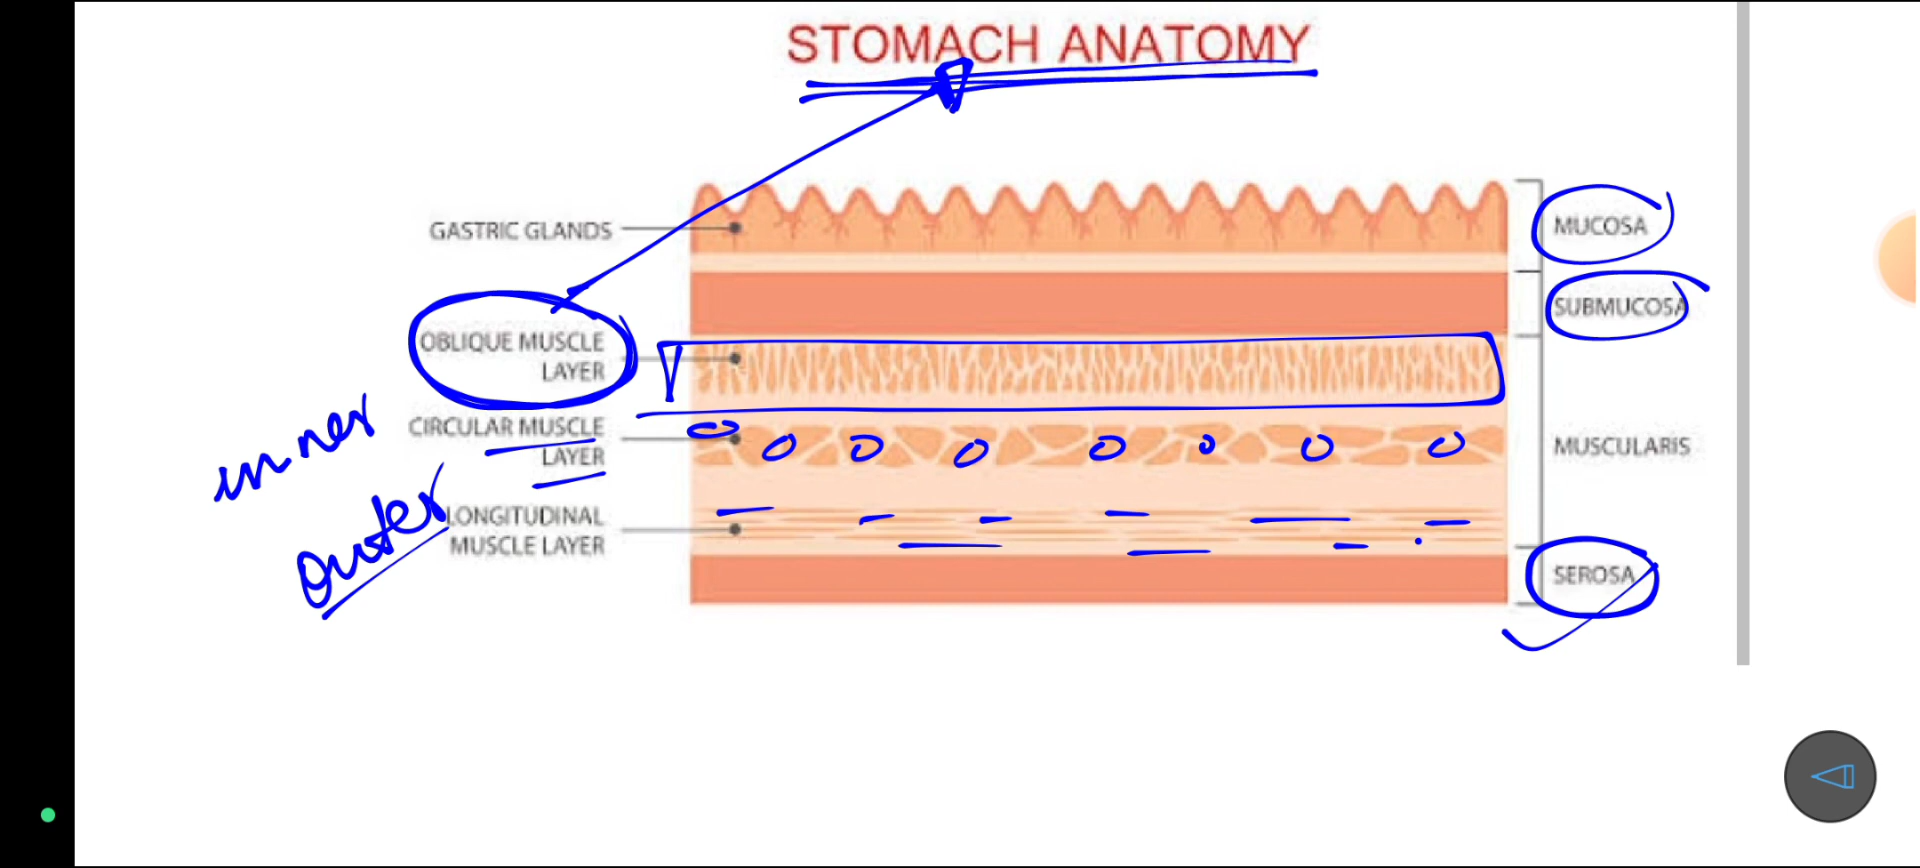 STOMACH ANATOMY
GASTRIC GLANDS
MUCOSA
SUBMUCOSA
OBLIQUE MUSCLE
LAYER
inner
CIRCULAR MUSCLE
LAYER
MUSCULARIS
outer
LONGITUDINAL
MUSCLE LAYER
SEROSA